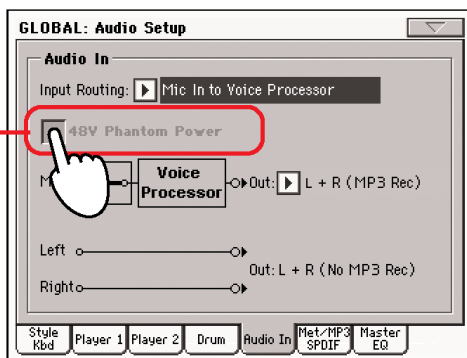 GLOBAL: Audio Setup
Audio In
Input Routing: Mic In to Voice Processor
48V Phantom Power
Voice Processor
Out: L + R (MP3 Rec)
Left
Out: L + R (No MP3 Rec)
Right
Style Kbd Player 1 Player 2 Drum Audio In Met/MP3 SPDIF Master EQ